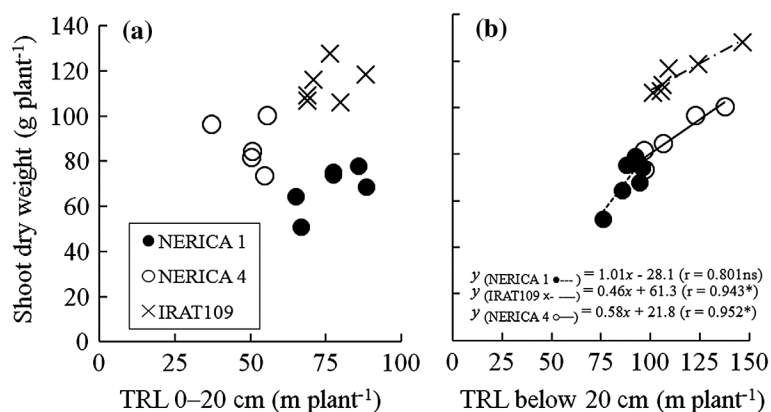 (a)
(b)
Shoot dry weight (g plant⁻¹)
140
120
100
80
60
40
20
0
NERICA 1
NERICA 4
IRAT109
y (NERICA 1 ●---) = 1.01x - 28.1 (r = 0.801ns)
y (IRAT109 ×- —) = 0.46x + 61.3 (r = 0.943*)
y (NERICA 4 ○—) = 0.58x + 21.8 (r = 0.952*)
0 25 50 75 100
0 25 50 75 100 125 150
TRL 0–20 cm (m plant⁻¹)
TRL below 20 cm (m plant⁻¹)